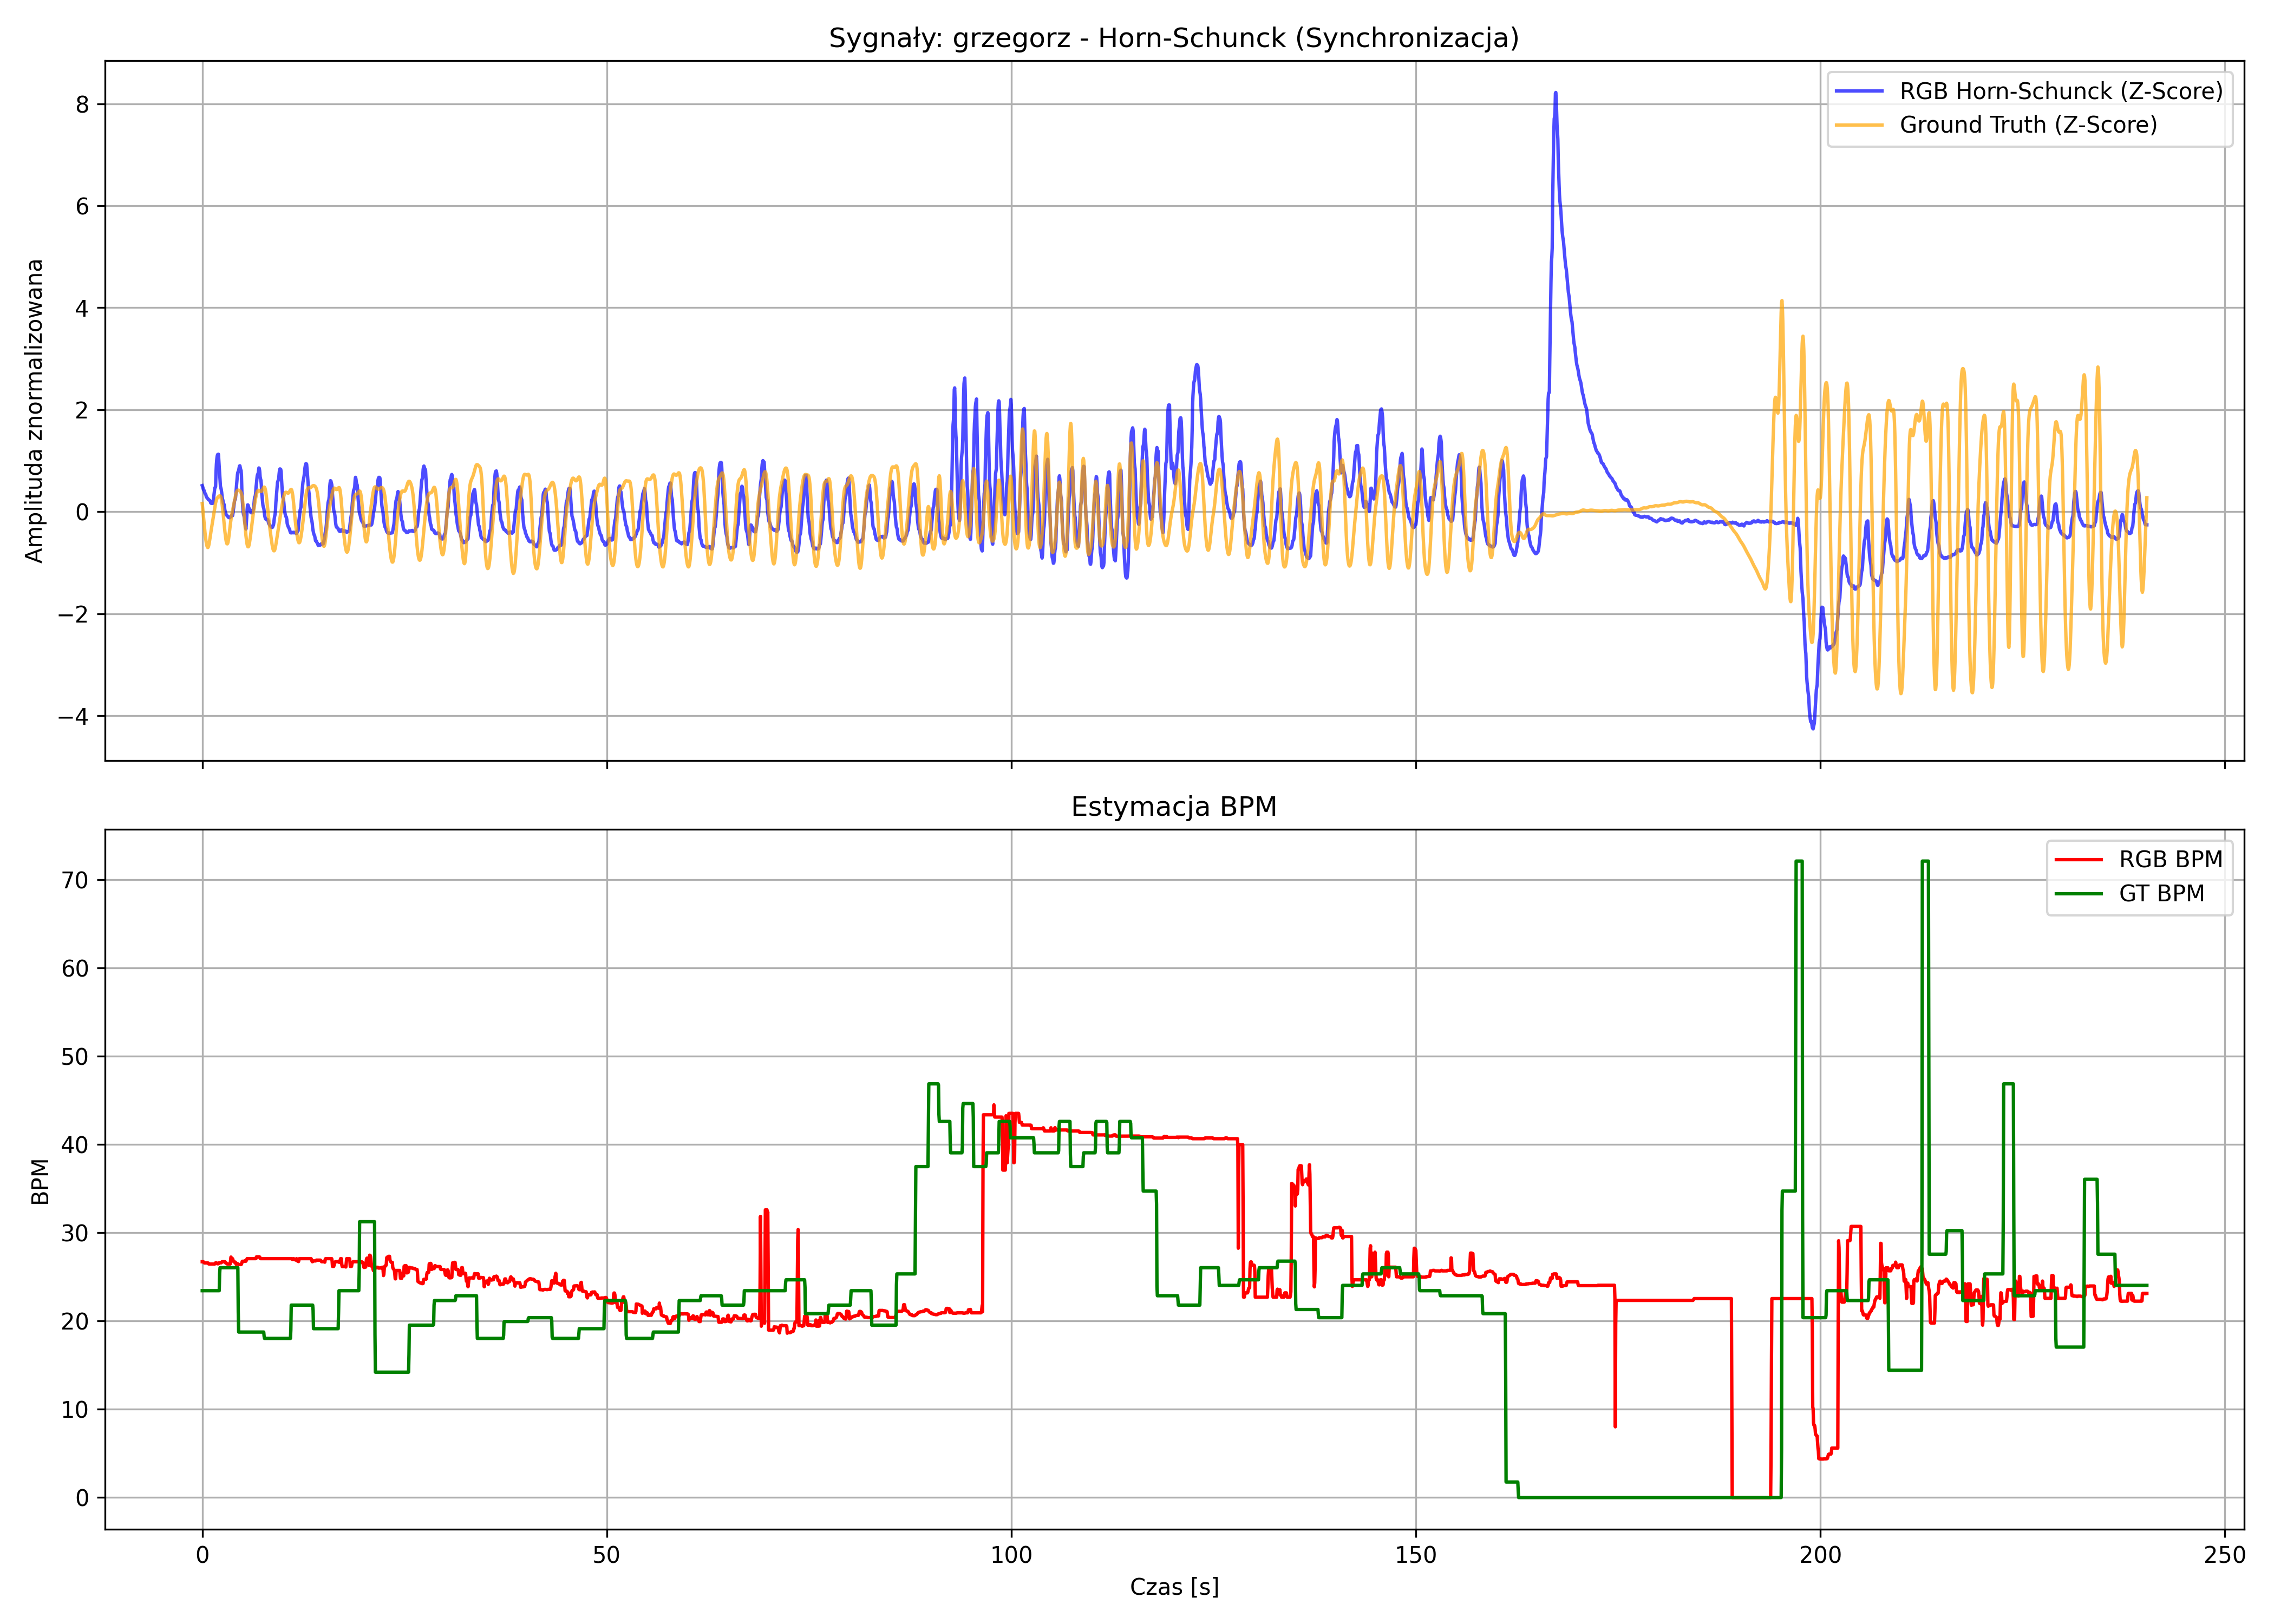 Sygnały: grzegorz - Horn-Schunck (Synchronizacja)
RGB Horn-Schunck (Z-Score)
Ground Truth (Z-Score)
Amplituda znormalizowana
8
6
4
2
0
−2
−4
Estymacja BPM
RGB BPM
GT BPM
BPM
70
60
50
40
30
20
10
0
0 50 100 150 200 250
Czas [s]